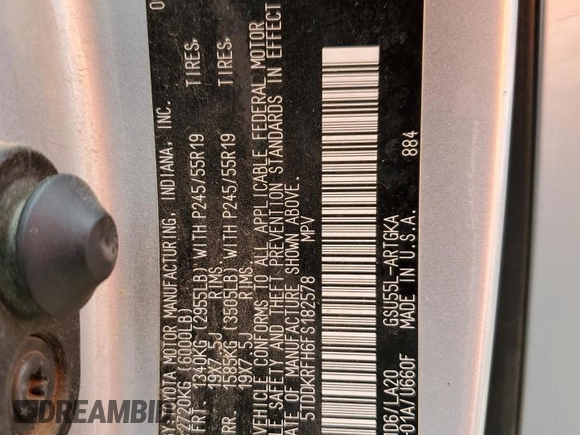 TOYOTA MOTOR MANUFACTURING, INDIANA, INC. 0
2720KG (6000LB)
FRT. 1340KG (2955LB) WITH P245/55R19 TIRES,
19X7.5J RIMS
RR. 1585KG (3505LB) WITH P245/55R19 TIRES,
19X7.5J RIMS
VEHICLE CONFORMS TO ALL APPLICABLE FEDERAL MOTOR
SAFETY AND THEFT PREVENTION STANDARDS IN EFFECT
DATE OF MANUFACTURE SHOWN ABOVE.
5TDDKRFH6FS182578 MPV
884
/LA20 GSU55L-ARTGKA
-01A/U660F MADE IN U.S.A.
DREAMBID